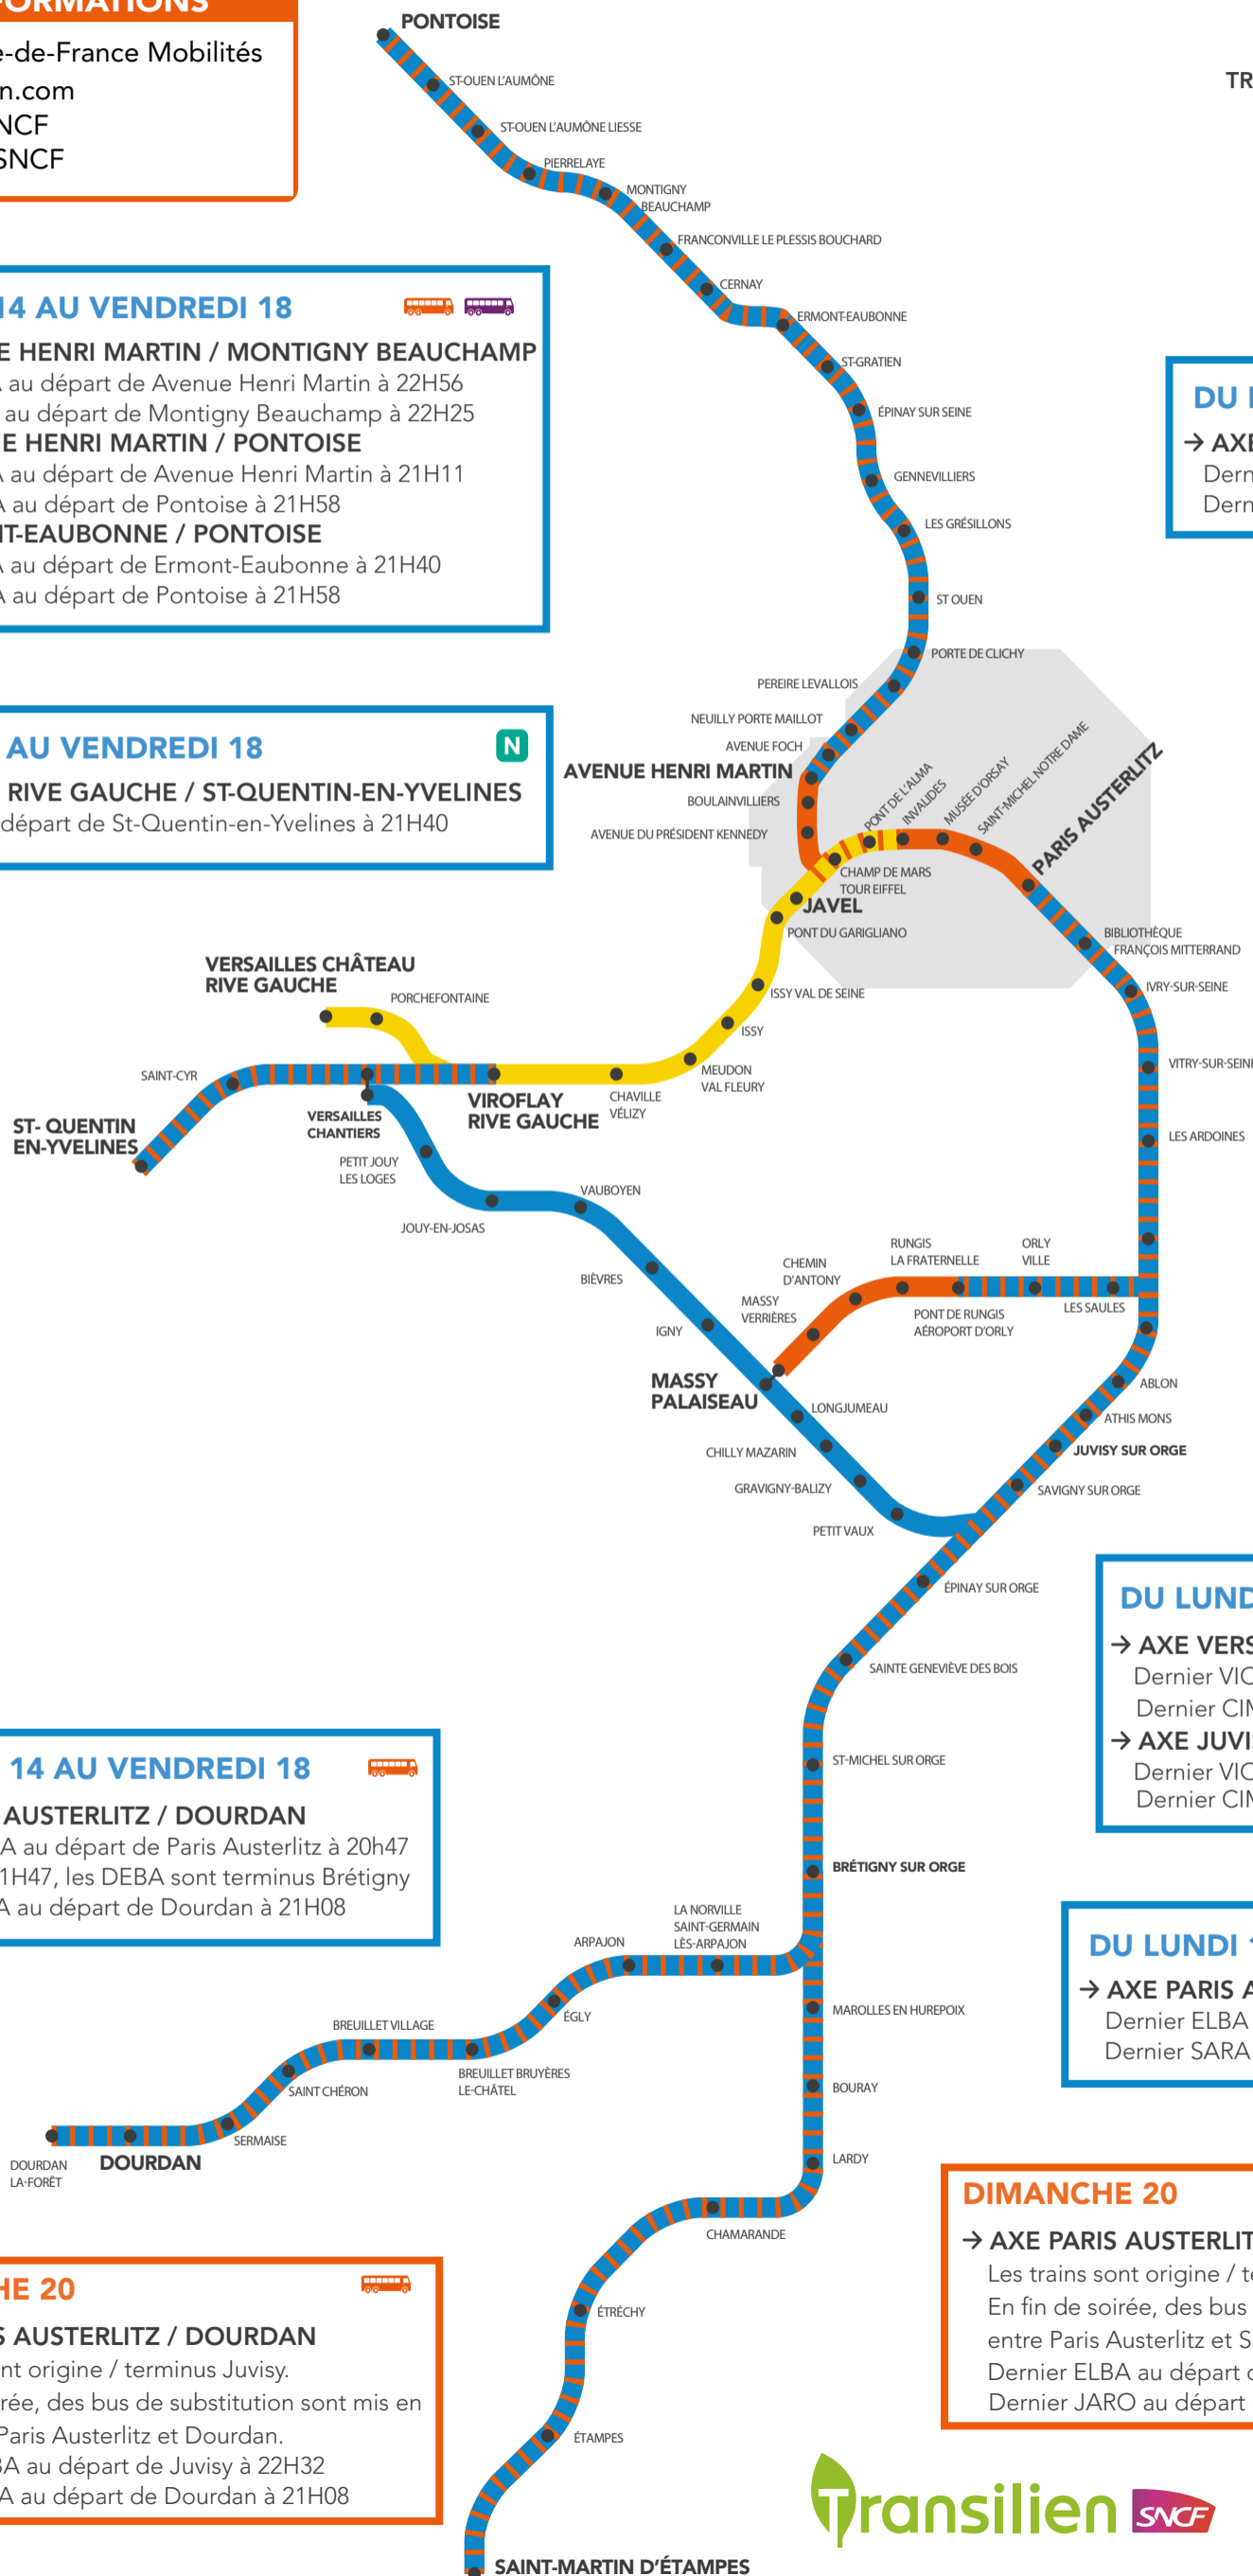 FORMATIONS
e-de-France Mobilités
n.com
NCF
SNCF
TR
PONTOISE
ST-OUEN L'AUMÔNE
ST-OUEN L'AUMÔNE LIESSE
PIERRELAYE
MONTIGNY
BEAUCHAMP
FRANCONVILLE LE PLESSIS BOUCHARD
CERNAY
ERMONT-EAUBONNE
ST-GRATIEN
ÉPINAY SUR SEINE
GENNEVILLIERS
LES GRÉSILLONS
ST OUEN
PORTE DE CLICHY
PEREIRE LEVALLOIS
NEUILLY PORTE MAILLOT
AVENUE FOCH
AVENUE HENRI MARTIN
BOULAINVILLIERS
AVENUE DU PRÉSIDENT KENNEDY
14 AU VENDREDI 18
E HENRI MARTIN / MONTIGNY BEAUCHAMP
A au départ de Avenue Henri Martin à 22H56
au départ de Montigny Beauchamp à 22H25
E HENRI MARTIN / PONTOISE
A au départ de Avenue Henri Martin à 21H11
A au départ de Pontoise à 21H58
NT-EAUBONNE / PONTOISE
A au départ de Ermont-Eaubonne à 21H40
A au départ de Pontoise à 21H58
DU
→ AXE
Dern
Dern
AU VENDREDI 18
N
RIVE GAUCHE / ST-QUENTIN-EN-YVELINES
départ de St-Quentin-en-Yvelines à 21H40
PONT DE L'ALMA
INVALIDES
MUSÉE D'ORSAY
SAINT-MICHEL NOTRE DAME
PARIS AUSTERLITZ
CHAMP DE MARS
TOUR EIFFEL
JAVEL
PONT DU GARIGLIANO
ISSY VAL DE SEINE
ISSY
MEUDON
VAL FLEURY
CHAVILLE
VÉLIZY
VIROFLAY
RIVE GAUCHE
VERSAILLES CHÂTEAU
RIVE GAUCHE
PORCHEFONTAINE
SAINT-CYR
ST- QUENTIN
EN-YVELINES
VERSAILLES
CHANTIERS
PETIT JOUY
LES LOGES
JOUY-EN-JOSAS
VAUBOYEN
BIÈVRES
IGNY
MASSY
PALAISEAU
BIBLIOTHÈQUE
FRANÇOIS MITTERRAND
IVRY-SUR-SEINE
VITRY-SUR-SEINE
LES ARDOINES
RUNGIS
LA FRATERNELLE
ORLY
VILLE
CHEMIN
D'ANTONY
MASSY
VERRIÈRES
PONT DE RUNGIS
AÉROPORT D'ORLY
LES SAULES
ABLON
ATHIS MONS
JUVISY SUR ORGE
SAVIGNY SUR ORGE
LONGJUMEAU
CHILLY MAZARIN
GRAVIGNY-BALIZY
PETIT VAUX
ÉPINAY SUR ORGE
SAINTE GENEVIÈVE DES BOIS
ST-MICHEL SUR ORGE
BRÉTIGNY SUR ORGE
DU LUND
→ AXE VERS
Dernier VIC
Dernier CIM
→ AXE JUVIS
Dernier VIC
Dernier CIM
14 AU VENDREDI 18
AUSTERLITZ / DOURDAN
A au départ de Paris Austerlitz à 20h47
1H47, les DEBA sont terminus Brétigny
A au départ de Dourdan à 21H08
LA NORVILLE
SAINT-GERMAIN
LÈS-ARPAJON
ARPAJON
ÉGLY
BREUILLET VILLAGE
BREUILLET BRUYÈRES
LE-CHÂTEL
SAINT CHÉRON
SERMAISE
DOURDAN
DOURDAN
LA-FORÊT
DU LUNDI 1
→ AXE PARIS A
Dernier ELBA
Dernier SARA
MAROLLES EN HUREPOIX
BOURAY
LARDY
CHAMARANDE
ÉTRÉCHY
ÉTAMPES
SAINT-MARTIN D'ÉTAMPES
HE 20
S AUSTERLITZ / DOURDAN
nt origine / terminus Juvisy.
rée, des bus de substitution sont mis en
Paris Austerlitz et Dourdan.
BA au départ de Juvisy à 22H32
A au départ de Dourdan à 21H08
DIMANCHE 20
→ AXE PARIS AUSTERLIT
Les trains sont origine / te
En fin de soirée, des bus
entre Paris Austerlitz et S
Dernier ELBA au départ d
Dernier JARO au départ
Transilien SNCF